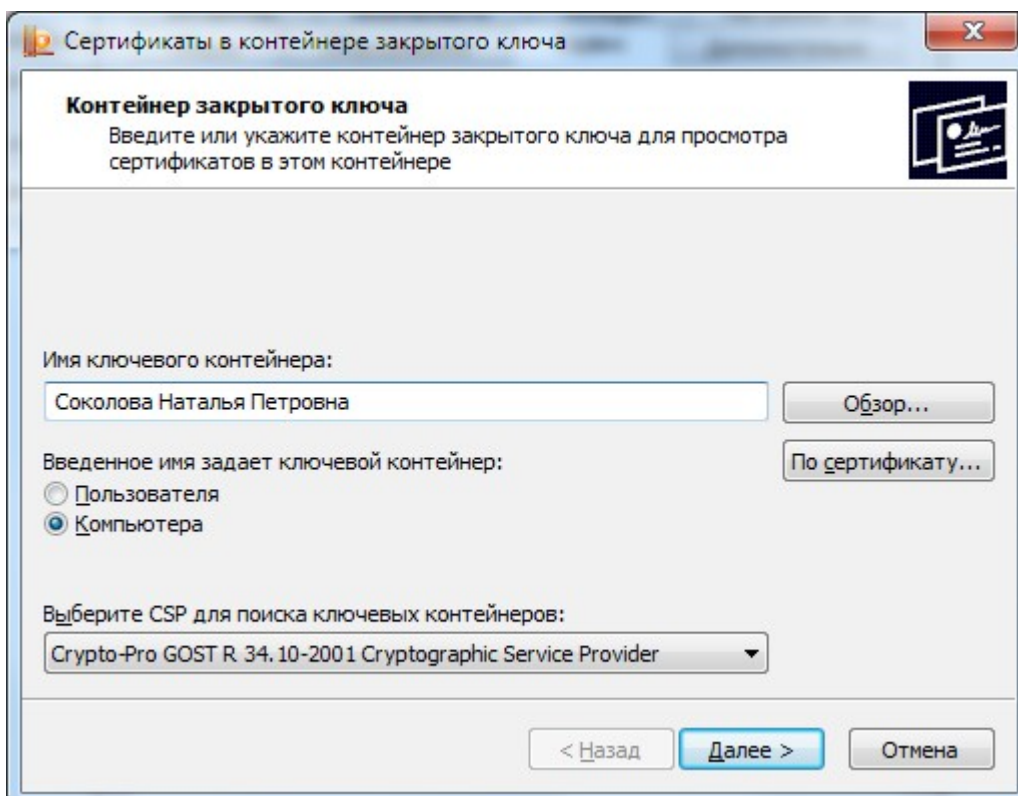 Сертификаты в контейнере закрытого ключа
Контейнер закрытого ключа
Введите или укажите контейнер закрытого ключа для просмотра
сертификатов в этом контейнере
Имя ключевого контейнера:
Соколова Наталья Петровна
Обзор...
Введенное имя задает ключевой контейнер:
По сертификату...
Пользователя
Компьютера
Выберите CSP для поиска ключевых контейнеров:
Crypto-Pro GOST R 34.10-2001 Cryptographic Service Provider
< Назад
Далее >
Отмена